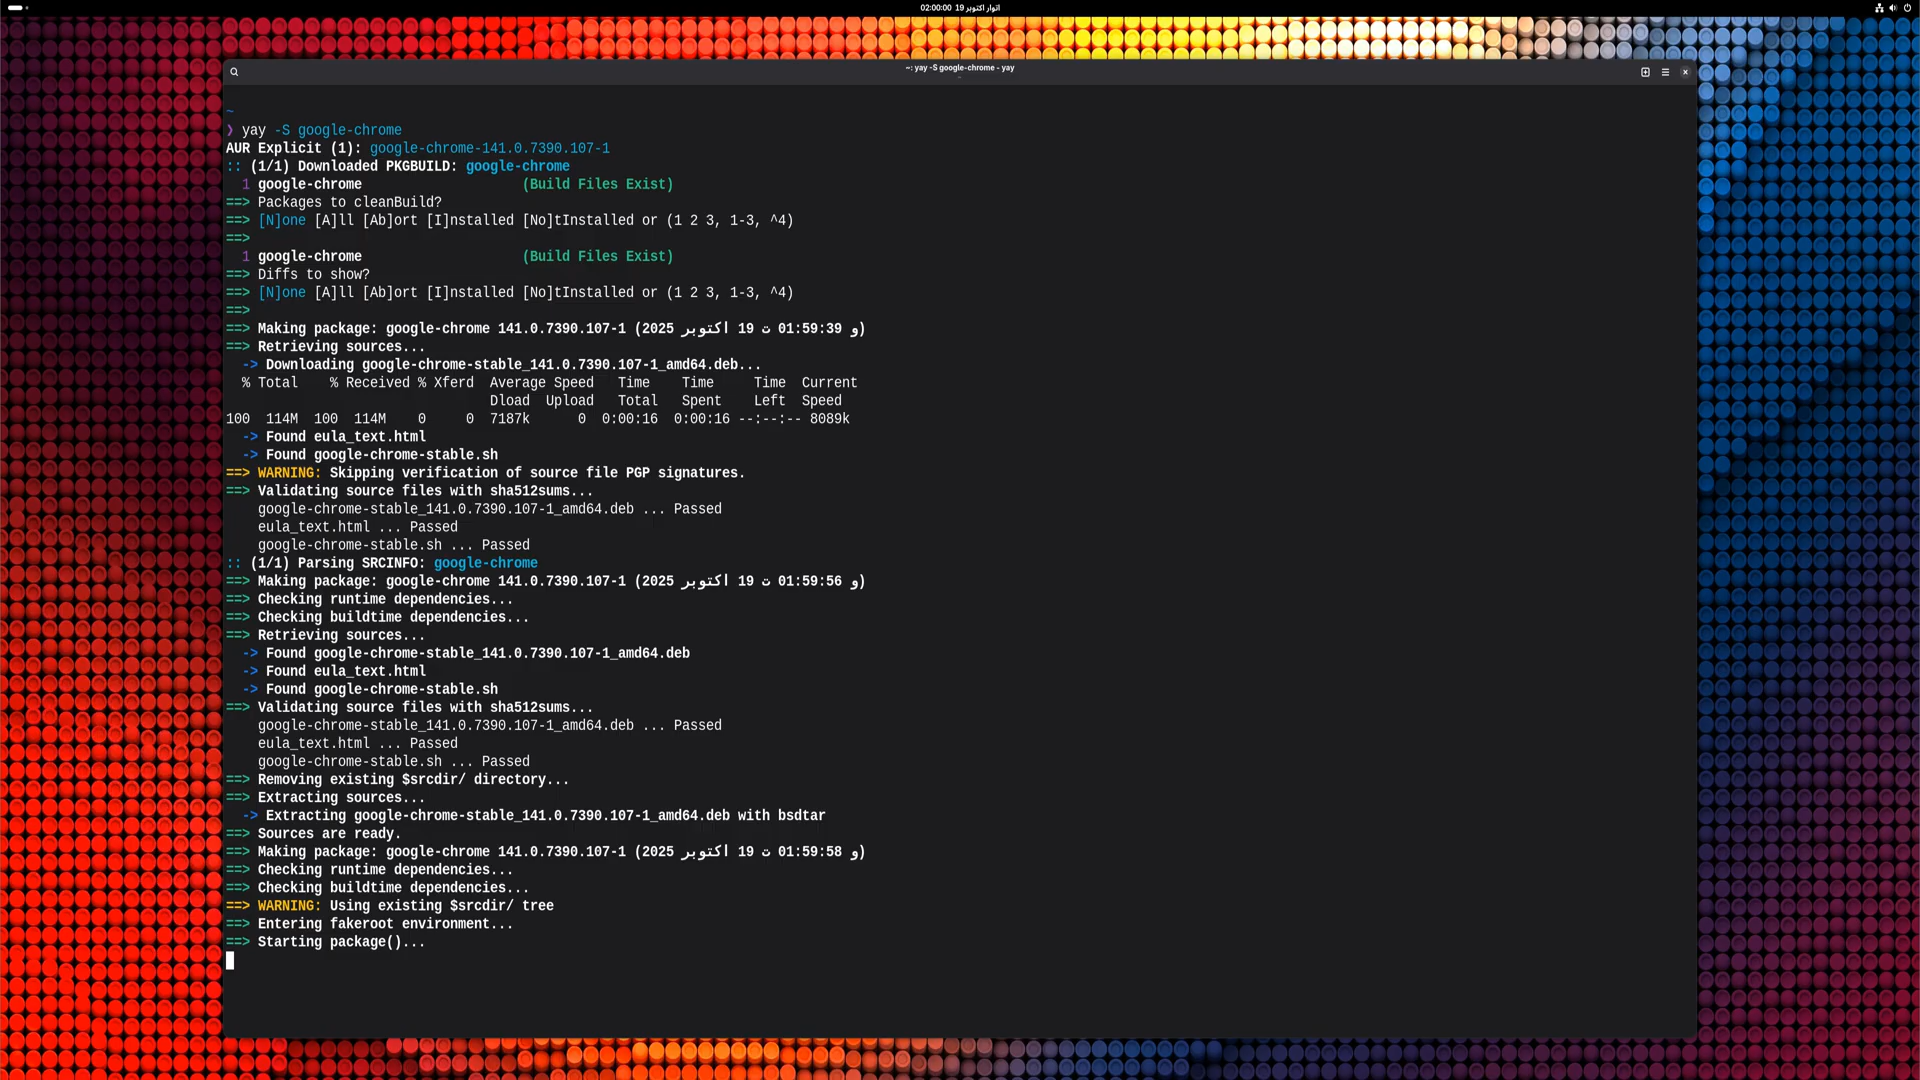 اتوار اکتوبر 19  02:00:00
~: yay -S google-chrome - yay
~
❯ yay -S google-chrome
AUR Explicit (1): google-chrome-141.0.7390.107-1
:: (1/1) Downloaded PKGBUILD: google-chrome
  1 google-chrome                    (Build Files Exist)
==> Packages to cleanBuild?
==> [N]one [A]ll [Ab]ort [I]nstalled [No]tInstalled or (1 2 3, 1-3, ^4)
==>
  1 google-chrome                    (Build Files Exist)
==> Diffs to show?
==> [N]one [A]ll [Ab]ort [I]nstalled [No]tInstalled or (1 2 3, 1-3, ^4)
==>
==> Making package: google-chrome 141.0.7390.107-1 (و 01:59:39 ت 19 اکتوبر 2025)
==> Retrieving sources...
  -> Downloading google-chrome-stable_141.0.7390.107-1_amd64.deb...
  % Total    % Received % Xferd  Average Speed   Time    Time     Time  Current
                                 Dload  Upload   Total   Spent    Left  Speed
100  114M  100  114M    0     0  7187k      0  0:00:16  0:00:16 --:--:-- 8089k
  -> Found eula_text.html
  -> Found google-chrome-stable.sh
==> WARNING: Skipping verification of source file PGP signatures.
==> Validating source files with sha512sums...
    google-chrome-stable_141.0.7390.107-1_amd64.deb ... Passed
    eula_text.html ... Passed
    google-chrome-stable.sh ... Passed
:: (1/1) Parsing SRCINFO: google-chrome
==> Making package: google-chrome 141.0.7390.107-1 (و 01:59:56 ت 19 اکتوبر 2025)
==> Checking runtime dependencies...
==> Checking buildtime dependencies...
==> Retrieving sources...
  -> Found google-chrome-stable_141.0.7390.107-1_amd64.deb
  -> Found eula_text.html
  -> Found google-chrome-stable.sh
==> Validating source files with sha512sums...
    google-chrome-stable_141.0.7390.107-1_amd64.deb ... Passed
    eula_text.html ... Passed
    google-chrome-stable.sh ... Passed
==> Removing existing $srcdir/ directory...
==> Extracting sources...
  -> Extracting google-chrome-stable_141.0.7390.107-1_amd64.deb with bsdtar
==> Sources are ready.
==> Making package: google-chrome 141.0.7390.107-1 (و 01:59:58 ت 19 اکتوبر 2025)
==> Checking runtime dependencies...
==> Checking buildtime dependencies...
==> WARNING: Using existing $srcdir/ tree
==> Entering fakeroot environment...
==> Starting package()...